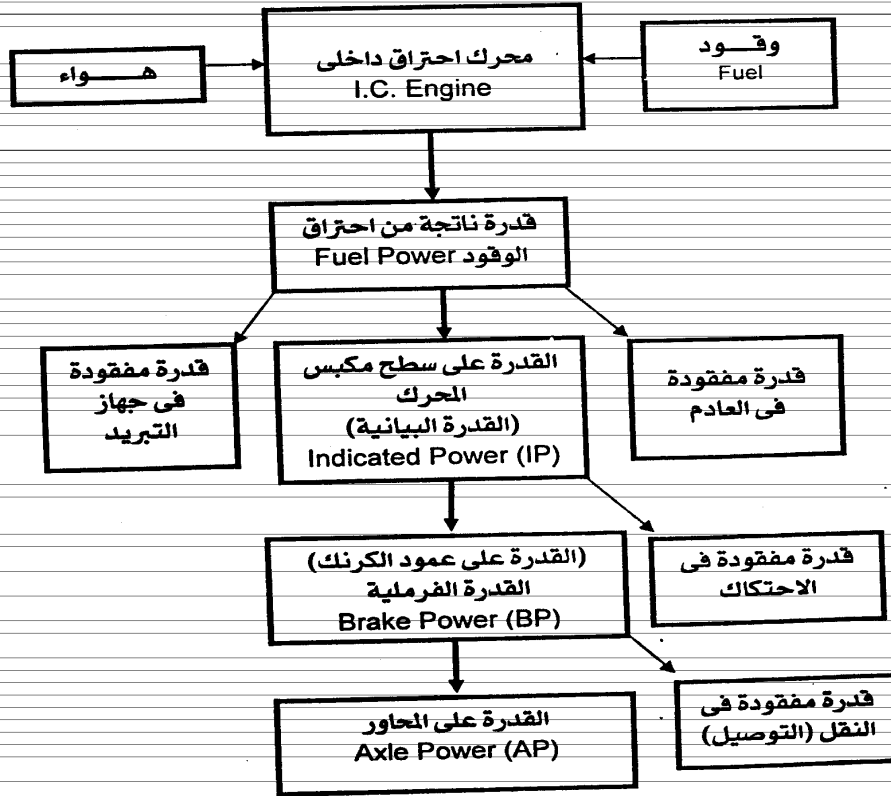 محرك احتراق داخلى
I.C. Engine
وقـــود
Fuel
هــــواء
قدرة ناتجة من احتراق
الوقود Fuel Power
قدرة مفقودة
فى جهاز
التبريد
القدرة على سطح مكبس
المحرك
(القدرة البيانية)
Indicated Power (IP)
قدرة مفقودة
فى العادم
(القدرة على عمود الكرنك)
القدرة الفرملية
Brake Power (BP)
قدرة مفقودة فى
الاحتكاك
القدرة على المحاور
Axle Power (AP)
قدرة مفقودة فى
النقل (التوصيل)